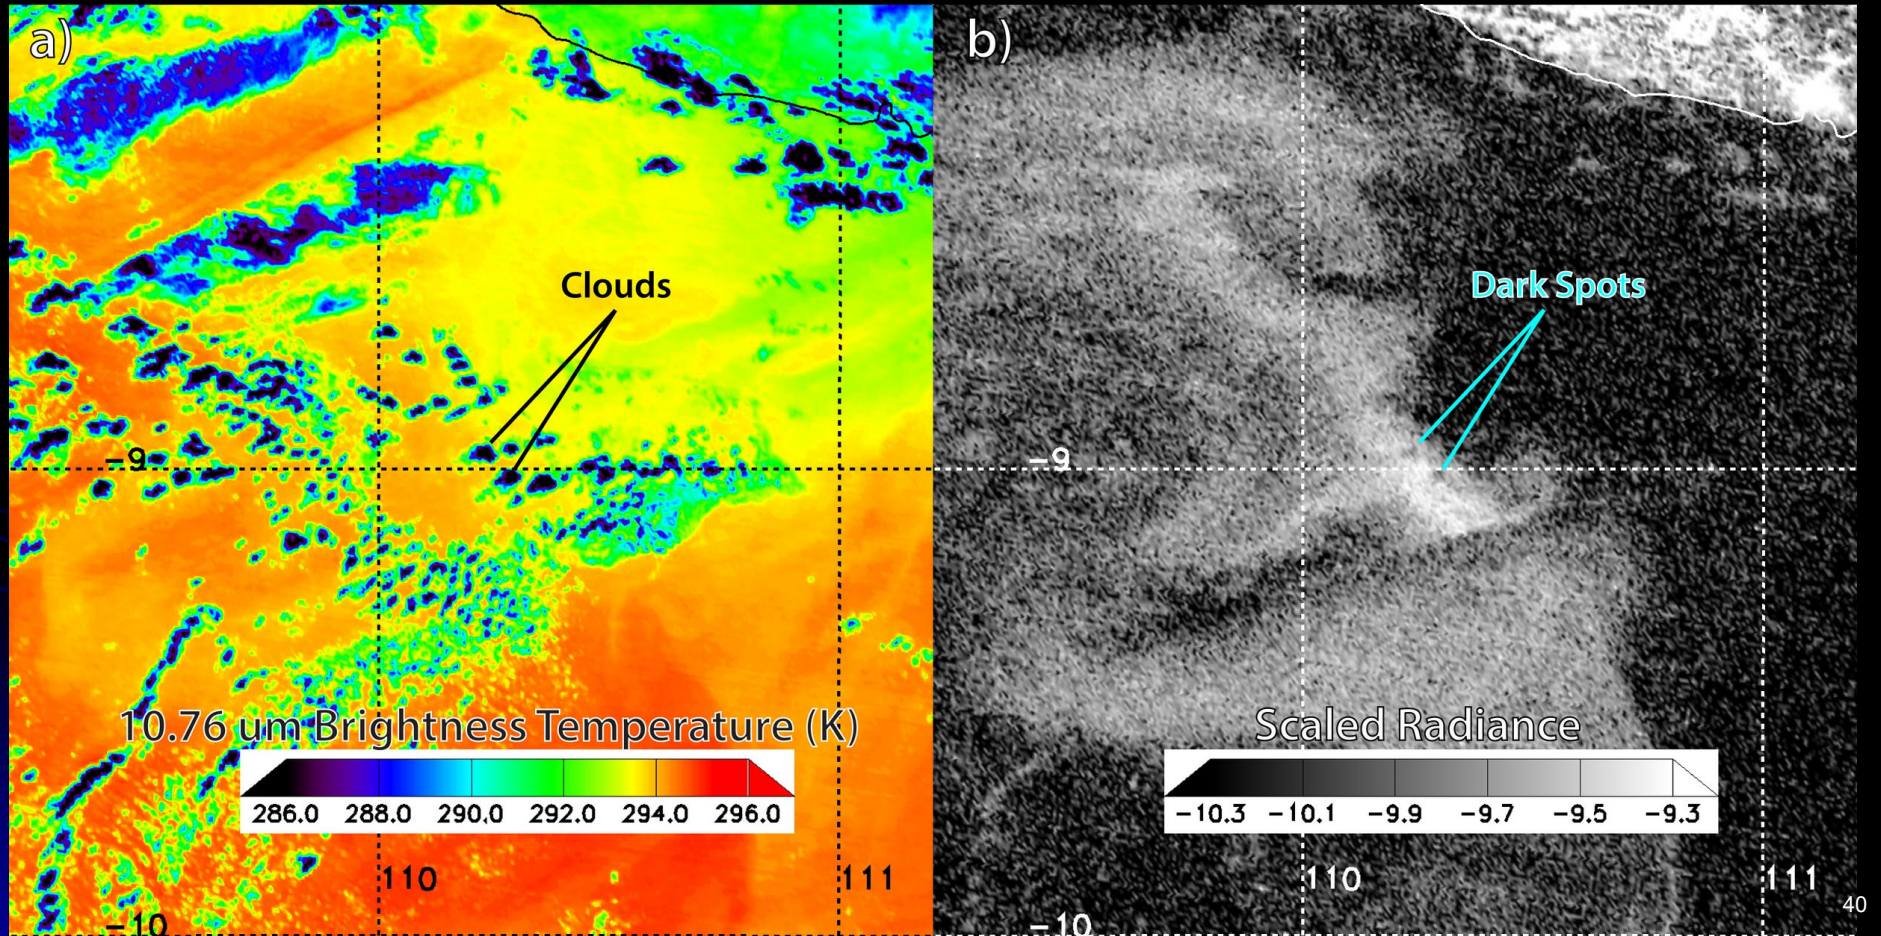 a)
Clouds
-9
10.76 um Brightness Temperature (K)
286.0 288.0 290.0 292.0 294.0 296.0
110 111
-10
b)
Dark Spots
-9
Scaled Radiance
-10.3 -10.1 -9.9 -9.7 -9.5 -9.3
110 111
-10
40